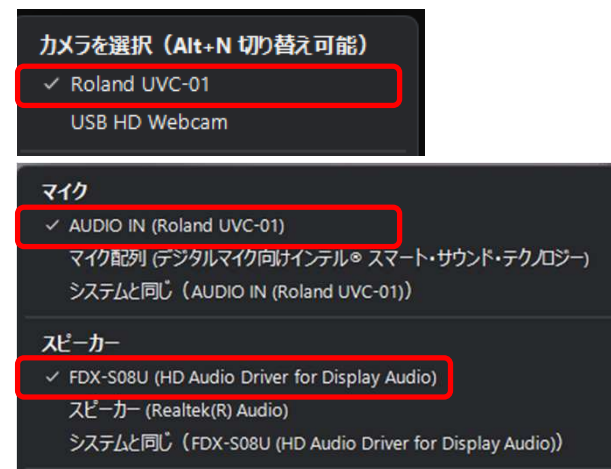 カメラを選択（Alt+N 切り替え可能）
✓ Roland UVC-01
USB HD Webcam
マイク
✓ AUDIO IN (Roland UVC-01)
マイク配列 (デジタルマイク向けインテル® スマート・サウンド・テクノロジー)
システムと同じ（AUDIO IN (Roland UVC-01)）
スピーカー
✓ FDX-S08U (HD Audio Driver for Display Audio)
スピーカー (Realtek(R) Audio)
システムと同じ（FDX-S08U (HD Audio Driver for Display Audio)）